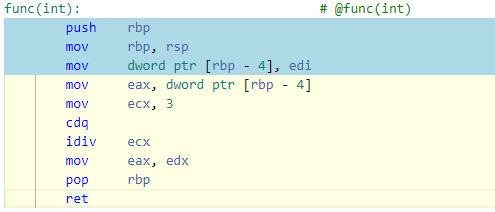 func(int): # @func(int)
push rbp
mov rbp, rsp
mov dword ptr [rbp - 4], edi
mov eax, dword ptr [rbp - 4]
mov ecx, 3
cdq
idiv ecx
mov eax, edx
pop rbp
ret